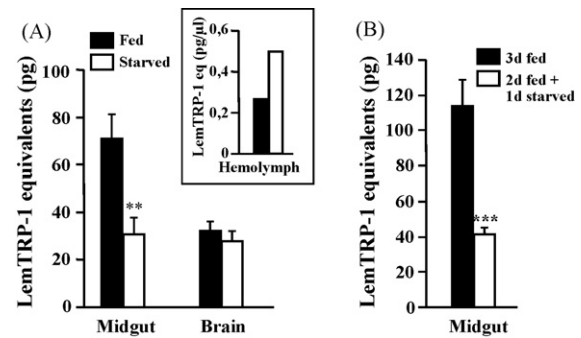 (A)
Fed
Starved
LemTRP-1 equivalents (pg)
100
80
60
40
20
0
**
Midgut
Brain
LemTRP-1 eq (pg/µl)
0,6
0,4
0,2
0
Hemolymph
(B)
3d fed
2d fed +
1d starved
LemTRP-1 equivalents (pg)
140
120
100
80
60
40
20
0
***
Midgut